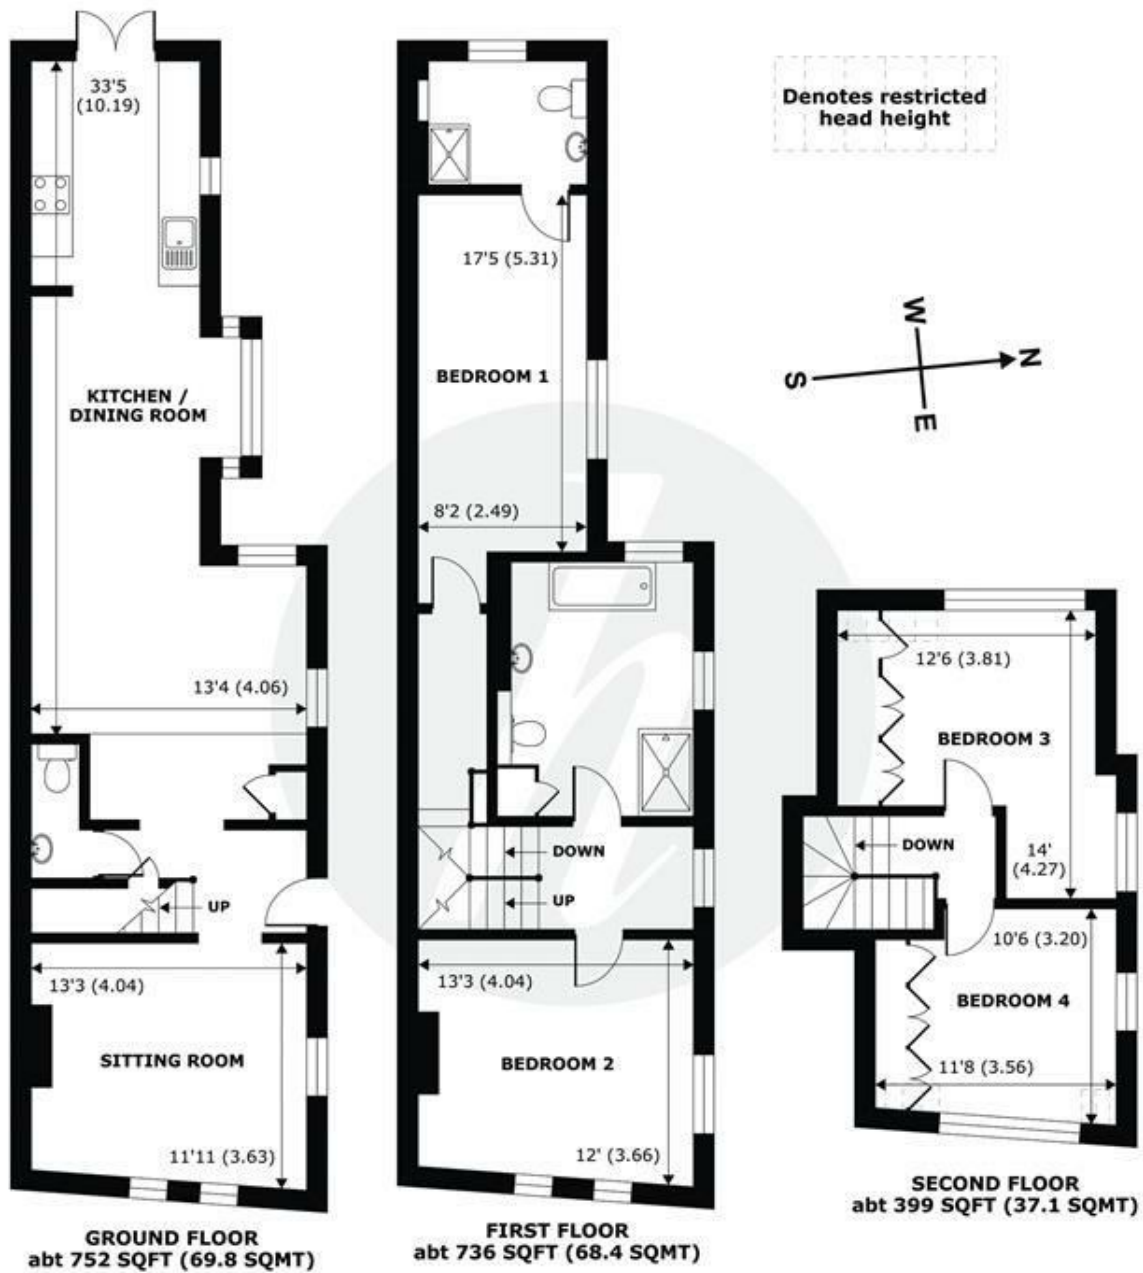 33'5
(10.19)
KITCHEN /
DINING ROOM
13'4 (4.06)
UP
13'3 (4.04)
SITTING ROOM
11'11 (3.63)
GROUND FLOOR
abt 752 SQFT (69.8 SQMT)
17'5 (5.31)
BEDROOM 1
8'2 (2.49)
DOWN
UP
13'3 (4.04)
BEDROOM 2
12' (3.66)
FIRST FLOOR
abt 736 SQFT (68.4 SQMT)
Denotes restricted
head height
W
N
S
E
12'6 (3.81)
BEDROOM 3
DOWN
14'
(4.27)
10'6 (3.20)
BEDROOM 4
11'8 (3.56)
SECOND FLOOR
abt 399 SQFT (37.1 SQMT)
h